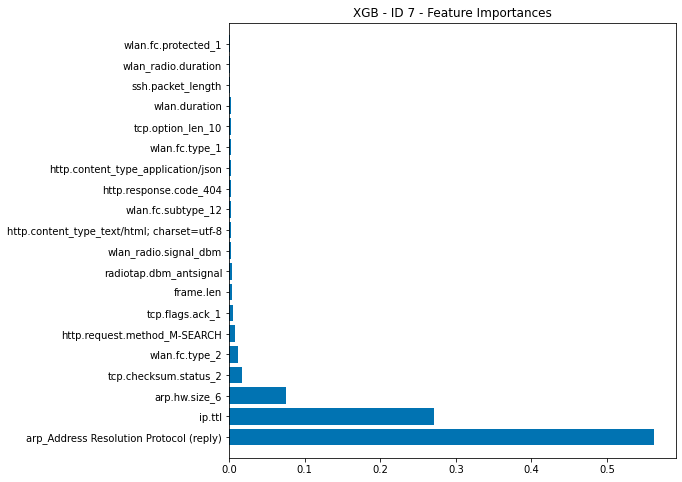 XGB - ID 7 - Feature Importances
wlan.fc.protected_1
wlan_radio.duration
ssh.packet_length
wlan.duration
tcp.option_len_10
wlan.fc.type_1
http.content_type_application/json
http.response.code_404
wlan.fc.subtype_12
http.content_type_text/html; charset=utf-8
wlan_radio.signal_dbm
radiotap.dbm_antsignal
frame.len
tcp.flags.ack_1
http.request.method_M-SEARCH
wlan.fc.type_2
tcp.checksum.status_2
arp.hw.size_6
ip.ttl
arp_Address Resolution Protocol (reply)
0.0 0.1 0.2 0.3 0.4 0.5